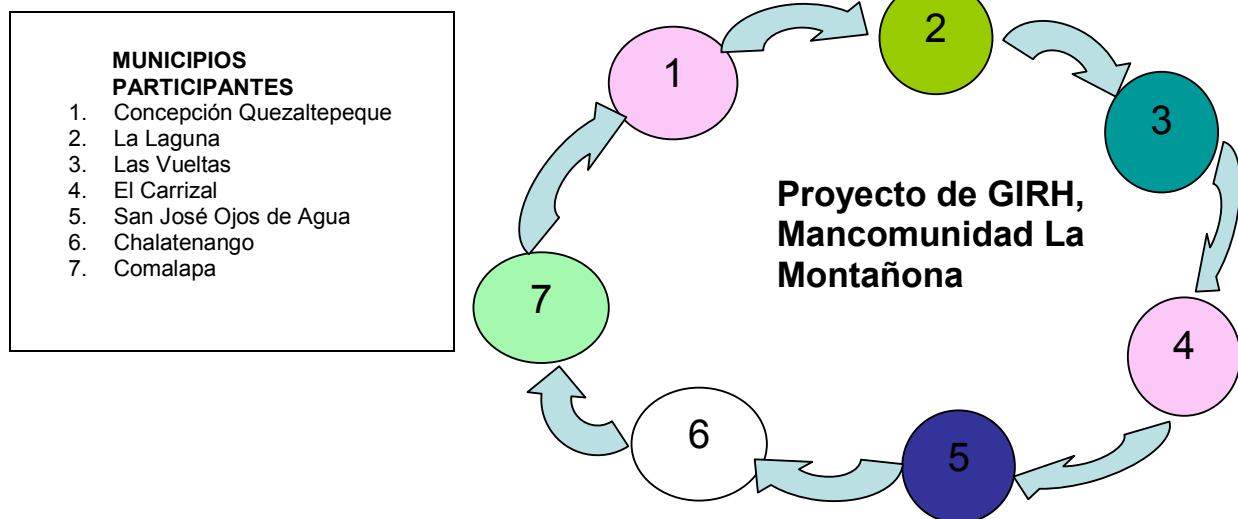 MUNICIPIOS
PARTICIPANTES
1. Concepción Quezaltepeque
2. La Laguna
3. Las Vueltas
4. El Carrizal
5. San José Ojos de Agua
6. Chalatenango
7. Comalapa
1
2
3
4
5
6
7
Proyecto de GIRH,
Mancomunidad La
Montañona